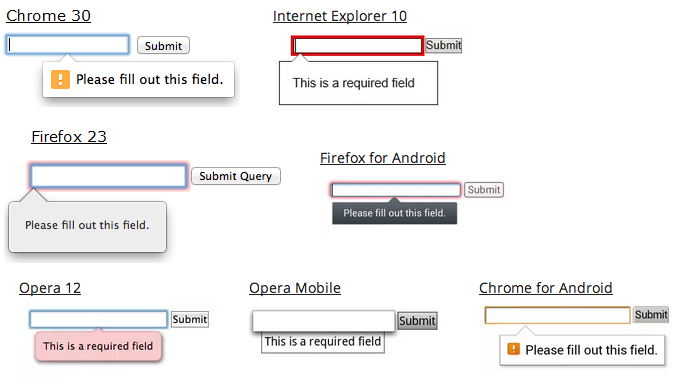 Chrome 30
Submit
Please fill out this field.
Internet Explorer 10
Submit
This is a required field
Firefox 23
Submit Query
Please fill out this field.
Firefox for Android
Submit
Please fill out this field.
Opera 12
Submit
This is a required field
Opera Mobile
Submit
This is a required field
Chrome for Android
Submit
Please fill out this field.